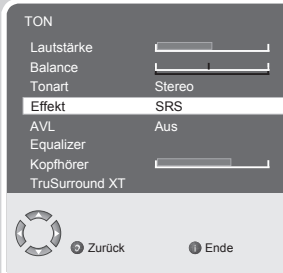 TON
Lautstärke
Balance
Tonart Stereo
Effekt SRS
AVL Aus
Equalizer
Kopfhörer
TruSurround XT
Zurück Ende